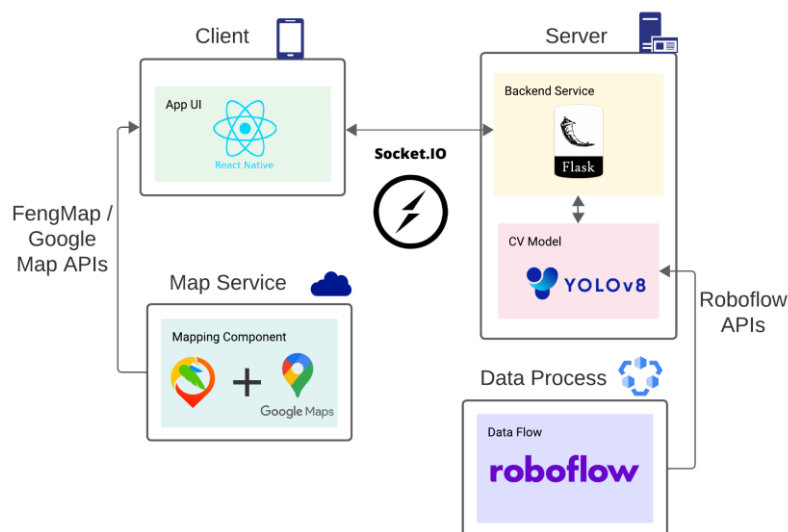 Client
Server
App UI
React Native
Backend Service
Flask
Socket.IO
FengMap /
Google
Map APIs
CV Model
YOLOv8
Map Service
Mapping Component
Google Maps
Roboflow
APIs
Data Process
Data Flow
roboflow